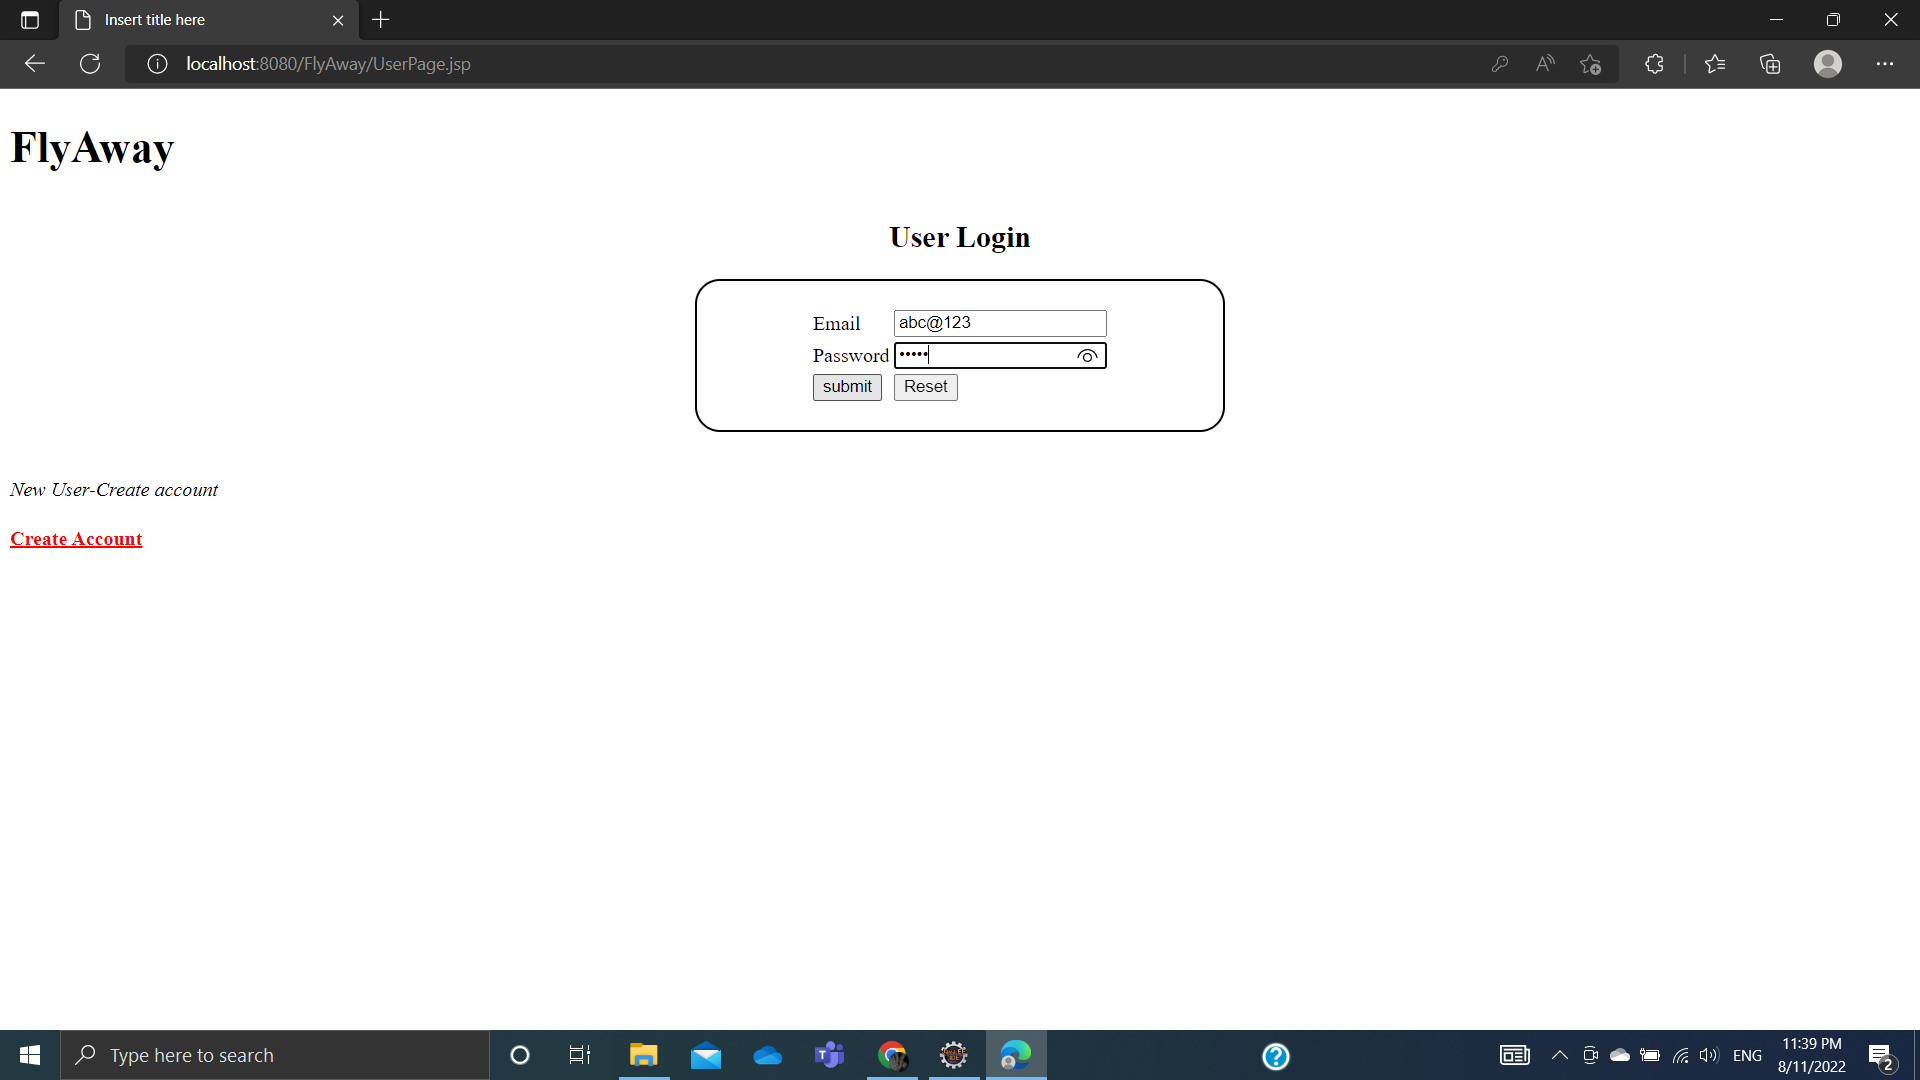 Insert title here
localhost:8080/FlyAway/UserPage.jsp
FlyAway
User Login
Email abc@123
Password •••••
submit Reset
New User-Create account
Create Account
Type here to search
ENG
11:39 PM
8/11/2022
2